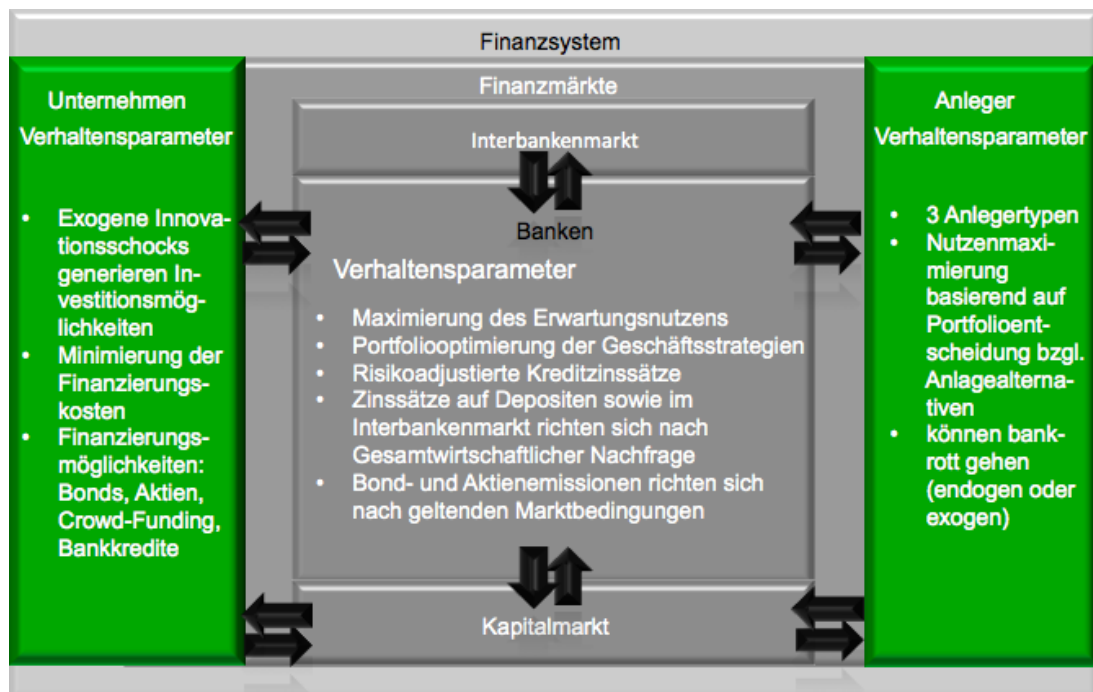 Finanzsystem
Unternehmen
Verhaltensparameter
• Exogene Innova-
tionsschocks
generieren In-
vestitionsmög-
lichkeiten
• Minimierung der
Finanzierungs-
kosten
• Finanzierungs-
möglichkeiten:
Bonds, Aktien,
Crowd-Funding,
Bankkredite
Finanzmärkte
Interbankenmarkt
Banken
Verhaltensparameter
• Maximierung des Erwartungsnutzens
• Portfoliooptimierung der Geschäftsstrategien
• Risikoadjustierte Kreditzinssätze
• Zinssätze auf Depositen sowie im
Interbankenmarkt richten sich nach
Gesamtwirtschaftlicher Nachfrage
• Bond- und Aktienemissionen richten sich
nach geltenden Marktbedingungen
Kapitalmarkt
Anleger
Verhaltensparameter
• 3 Anlegertypen
• Nutzenmaxi-
mierung
basierend auf
Portfolioent-
scheidung bzgl.
Anlagealterna-
tiven
• können bank-
rott gehen
(endogen oder
exogen)